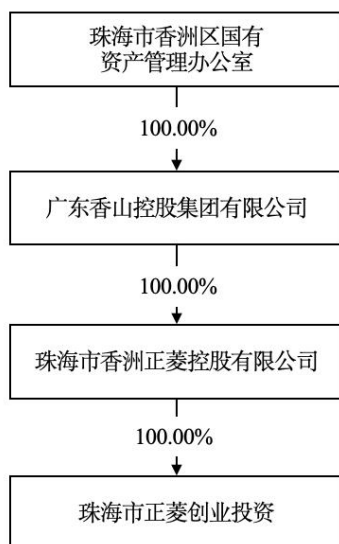 珠海市香洲区国有
资产管理办公室
100.00%
广东香山控股集团有限公司
100.00%
珠海市香洲正菱控股有限公司
100.00%
珠海市正菱创业投资